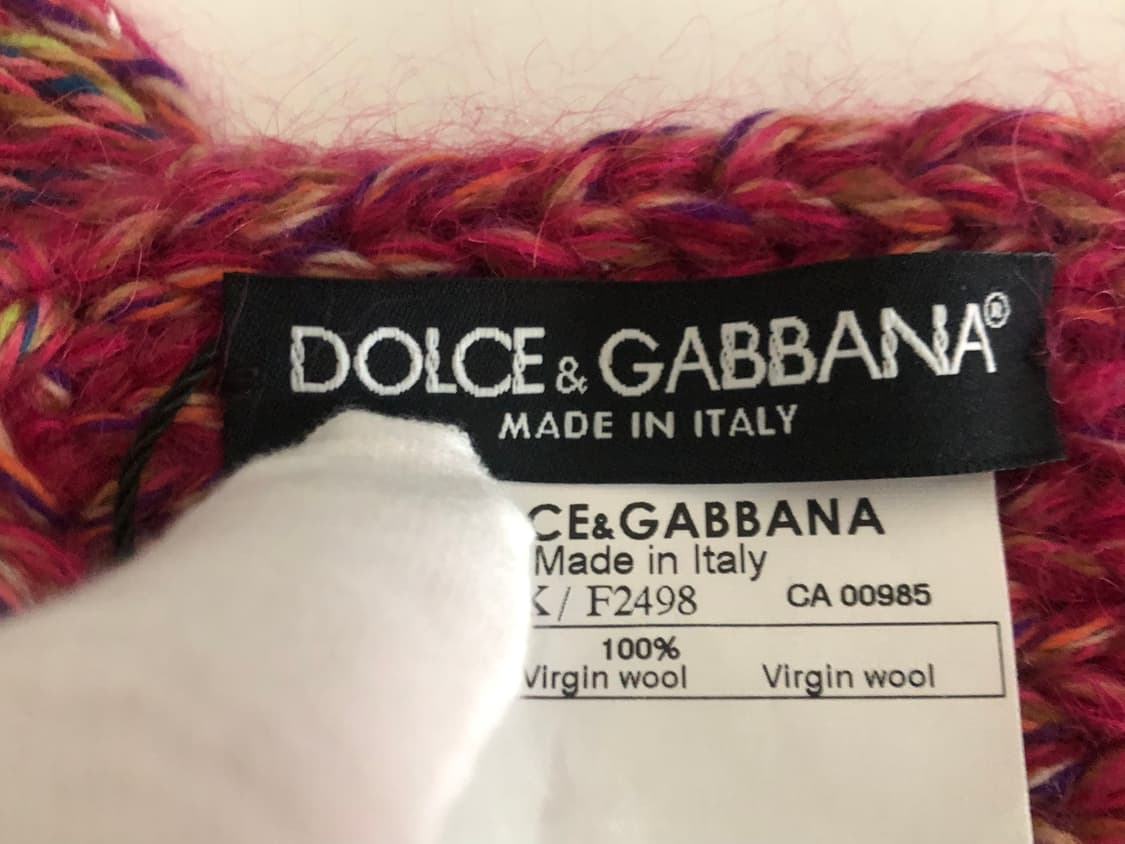 DOLCE & GABBANA®
MADE IN ITALY
CE&GABBANA
Made in Italy
/ F2498 CA 00985
100%
Virgin wool Virgin wool